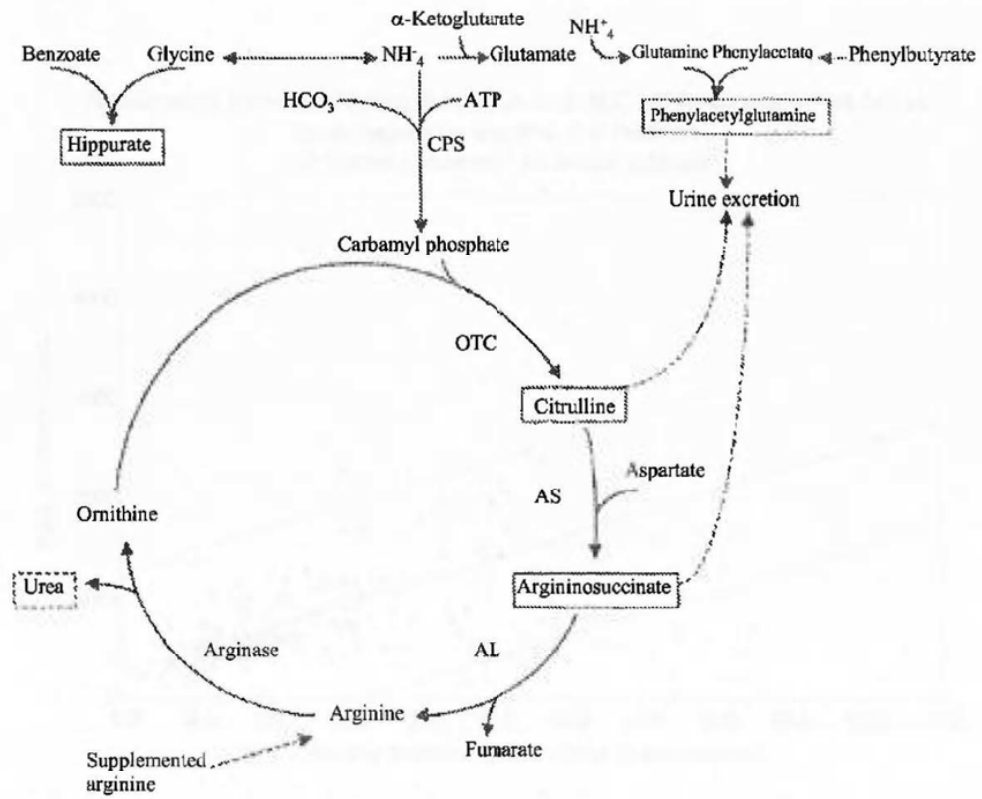 α-Ketoglutarate
NH⁺₄
Benzoate Glycine NH⁻₄ Glutamate Glutamine Phenylacctato Phenylbutyrate
HCO₃ ATP
Phenylacetylglutamine
CPS
Hippurate
Urine excretion
Carbamyl phosphate
OTC
Citrulline
Aspartate
AS
Ornithine
Urea
Argininosuccinate
Arginase
AL
Arginine
Fumarate
Supplemented
arginine